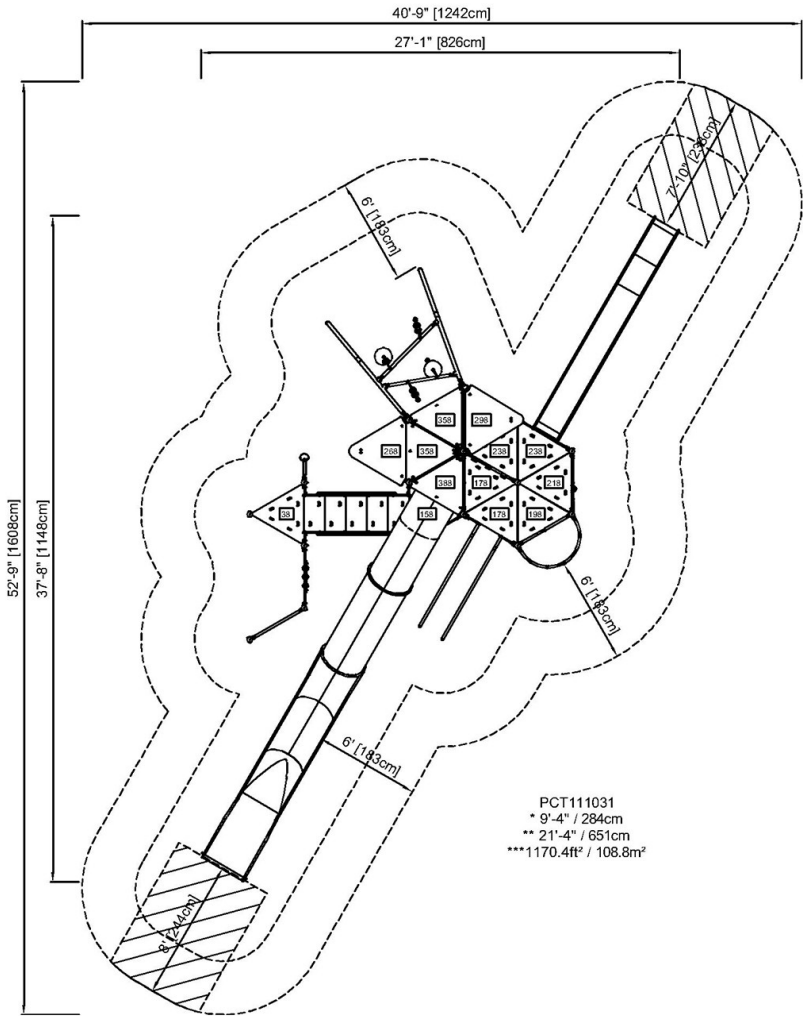 40'-9" [1242cm]
27'-1" [826cm]
7'-10" [238cm]
6' [183cm]
52'-9" [1608cm]
37'-8" [1148cm]
358
298
268
358
238
238
388
178
218
38
158
178
198
6' [183cm]
6' [183cm]
PCT111031
* 9'-4" / 284cm
** 21'-4" / 651cm
***1170.4ft² / 108.8m²
8' [244cm]